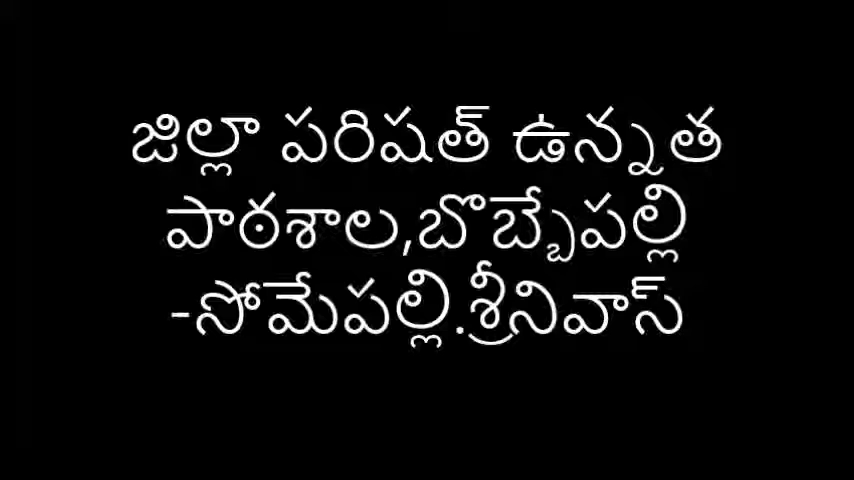 జిల్లా పరిషత్ ఉన్నత
పాఠశాల,బొబ్బేపల్లి
-సోమేపల్లి.శ్రీనివాస్